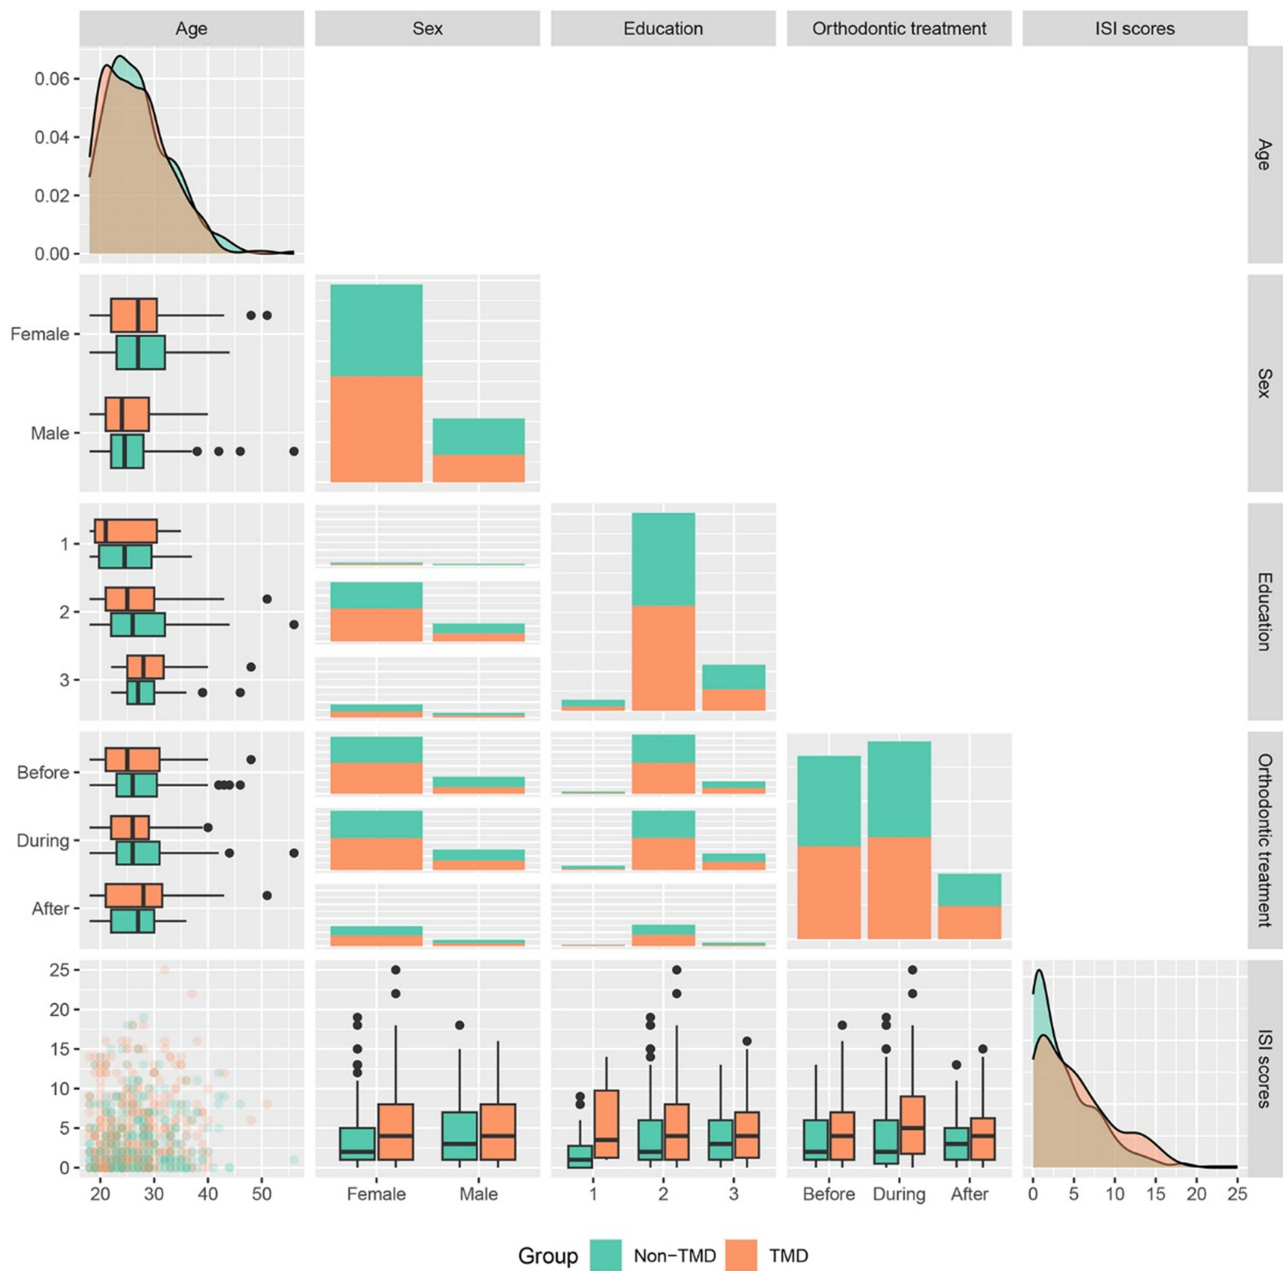 Age Sex Education Orthodontic treatment ISI scores
0.06
0.04
0.02
0.00
Age
Female
Male
Sex
1
2
3
Education
Before
During
After
Orthodontic treatment
25
20
15
10
5
0
ISI scores
20 30 40 50 Female Male 1 2 3 Before During After 0 5 10 15 20 25
Group Non-TMD TMD